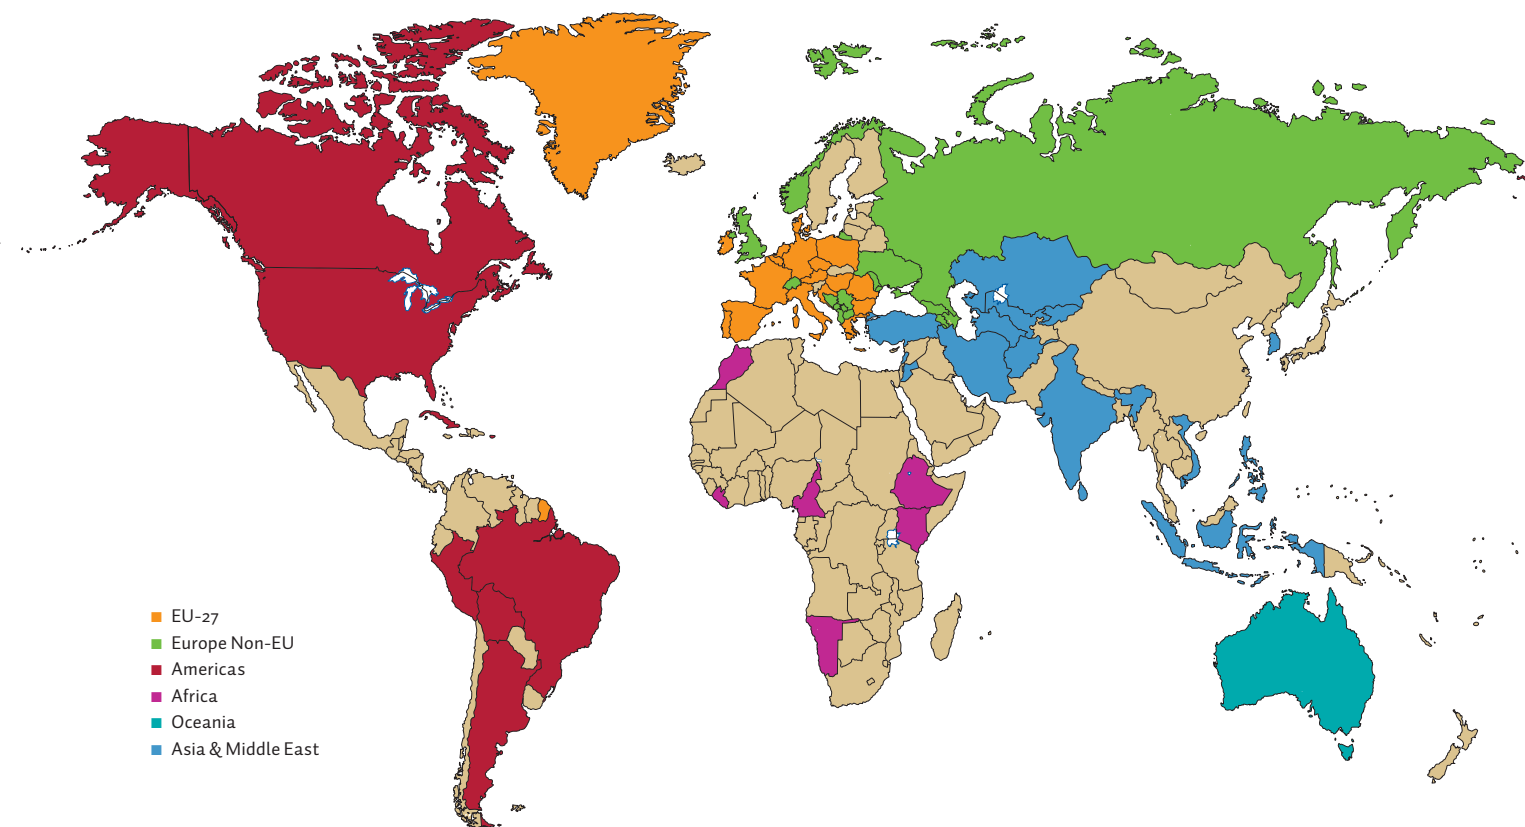 EU-27
Europe Non-EU
Americas
Africa
Oceania
Asia & Middle East